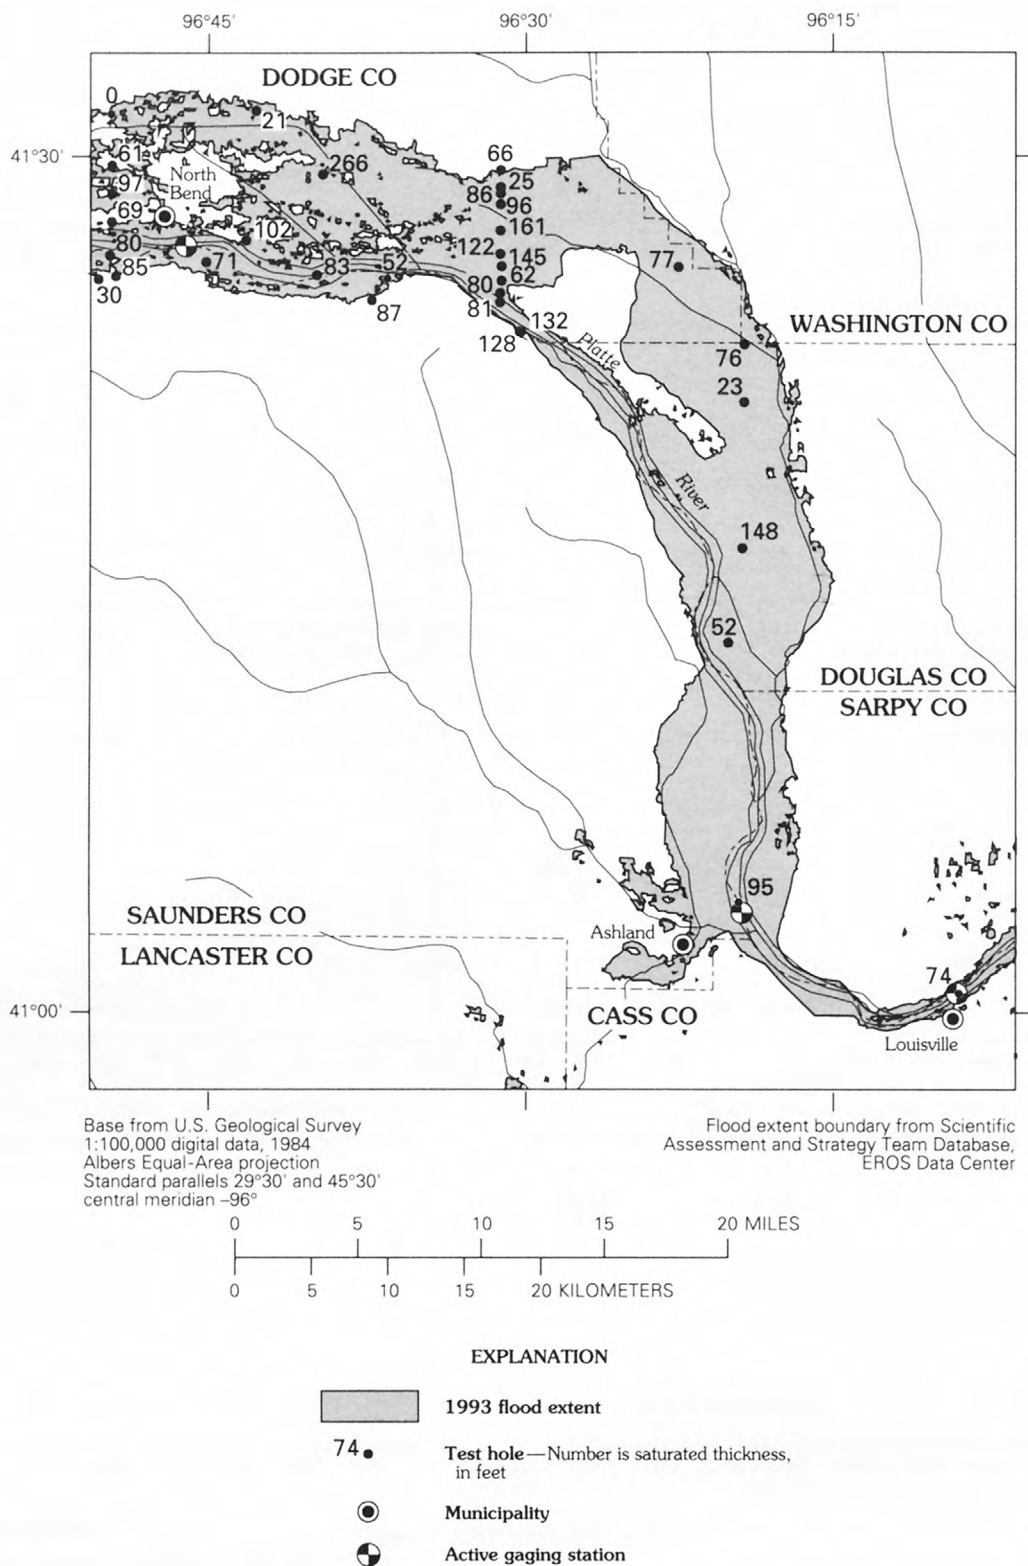 96°45' 96°30' 96°15'
DODGE CO
0
21
41°30'
61
266
66
North
Bend
97
25
86
96
69
161
102
80
122
145
77
71
83
52
62
85
80
30
87
81
132
128
Platte
WASHINGTON CO
76
23
River
148
52
DOUGLAS CO
SARPY CO
95
SAUNDERS CO
Ashland
LANCASTER CO
74
41°00'
CASS CO
Louisville
Base from U.S. Geological Survey
1:100,000 digital data, 1984
Albers Equal-Area projection
Standard parallels 29°30' and 45°30'
central meridian –96°
Flood extent boundary from Scientific
Assessment and Strategy Team Database,
EROS Data Center
0 5 10 15 20 MILES
0 5 10 15 20 KILOMETERS
EXPLANATION
1993 flood extent
74 Test hole—Number is saturated thickness,
in feet
Municipality
Active gaging station